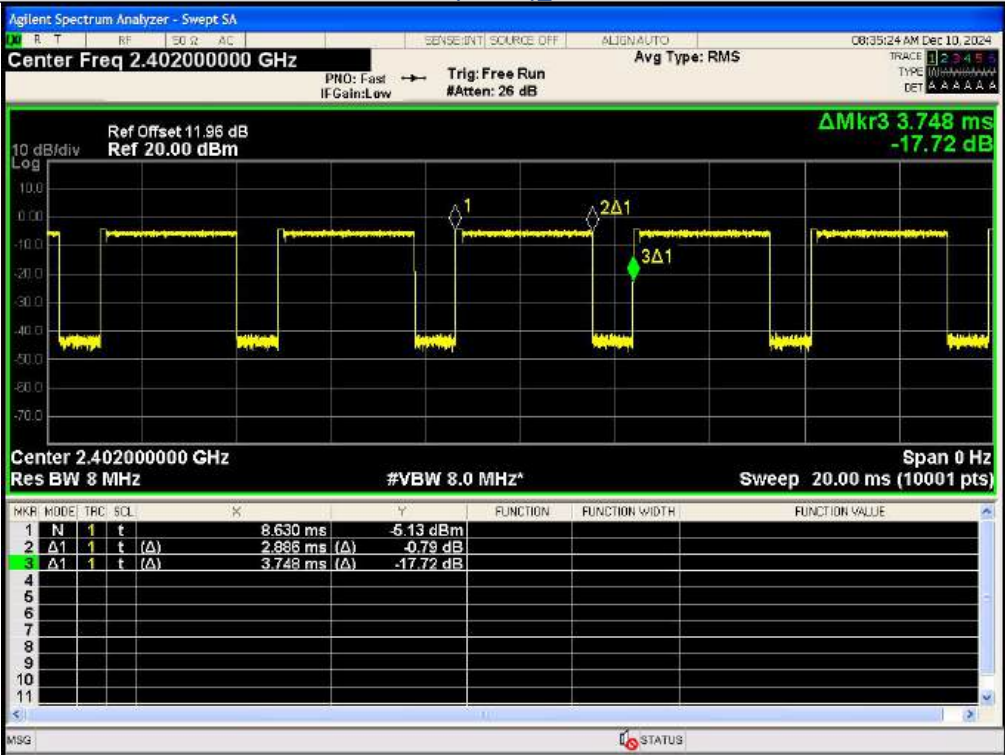 Agilent Spectrum Analyzer - Swept SA
R T RF 50 Ω AC SENSE:INT SOURCE OFF ALIGN AUTO 08:35:24 AM Dec 10, 2024
Center Freq 2.402000000 GHz Avg Type: RMS TRACE 1 2 3 4 5 6
PNO: Fast Trig: Free Run TYPE
IFGain:Low #Atten: 26 dB DET A A A A A A
ΔMkr3 3.748 ms
-17.72 dB
Ref Offset 11.96 dB
10 dB/div Ref 20.00 dBm
Log
10.0
0.00
-10.0
-20.0
-30.0
-40.0
-50.0
-60.0
-70.0
1
2Δ1
3Δ1
Center 2.402000000 GHz Span 0 Hz
Res BW 8 MHz #VBW 8.0 MHz* Sweep 20.00 ms (10001 pts)
MKR MODE TRC SCL X Y FUNCTION FUNCTION WIDTH FUNCTION VALUE
1 N 1 t 8.630 ms -5.13 dBm
2 Δ1 1 t (Δ) 2.886 ms (Δ) -0.79 dB
3 Δ1 1 t (Δ) 3.748 ms (Δ) -17.72 dB
4
5
6
7
8
9
10
11
MSG STATUS